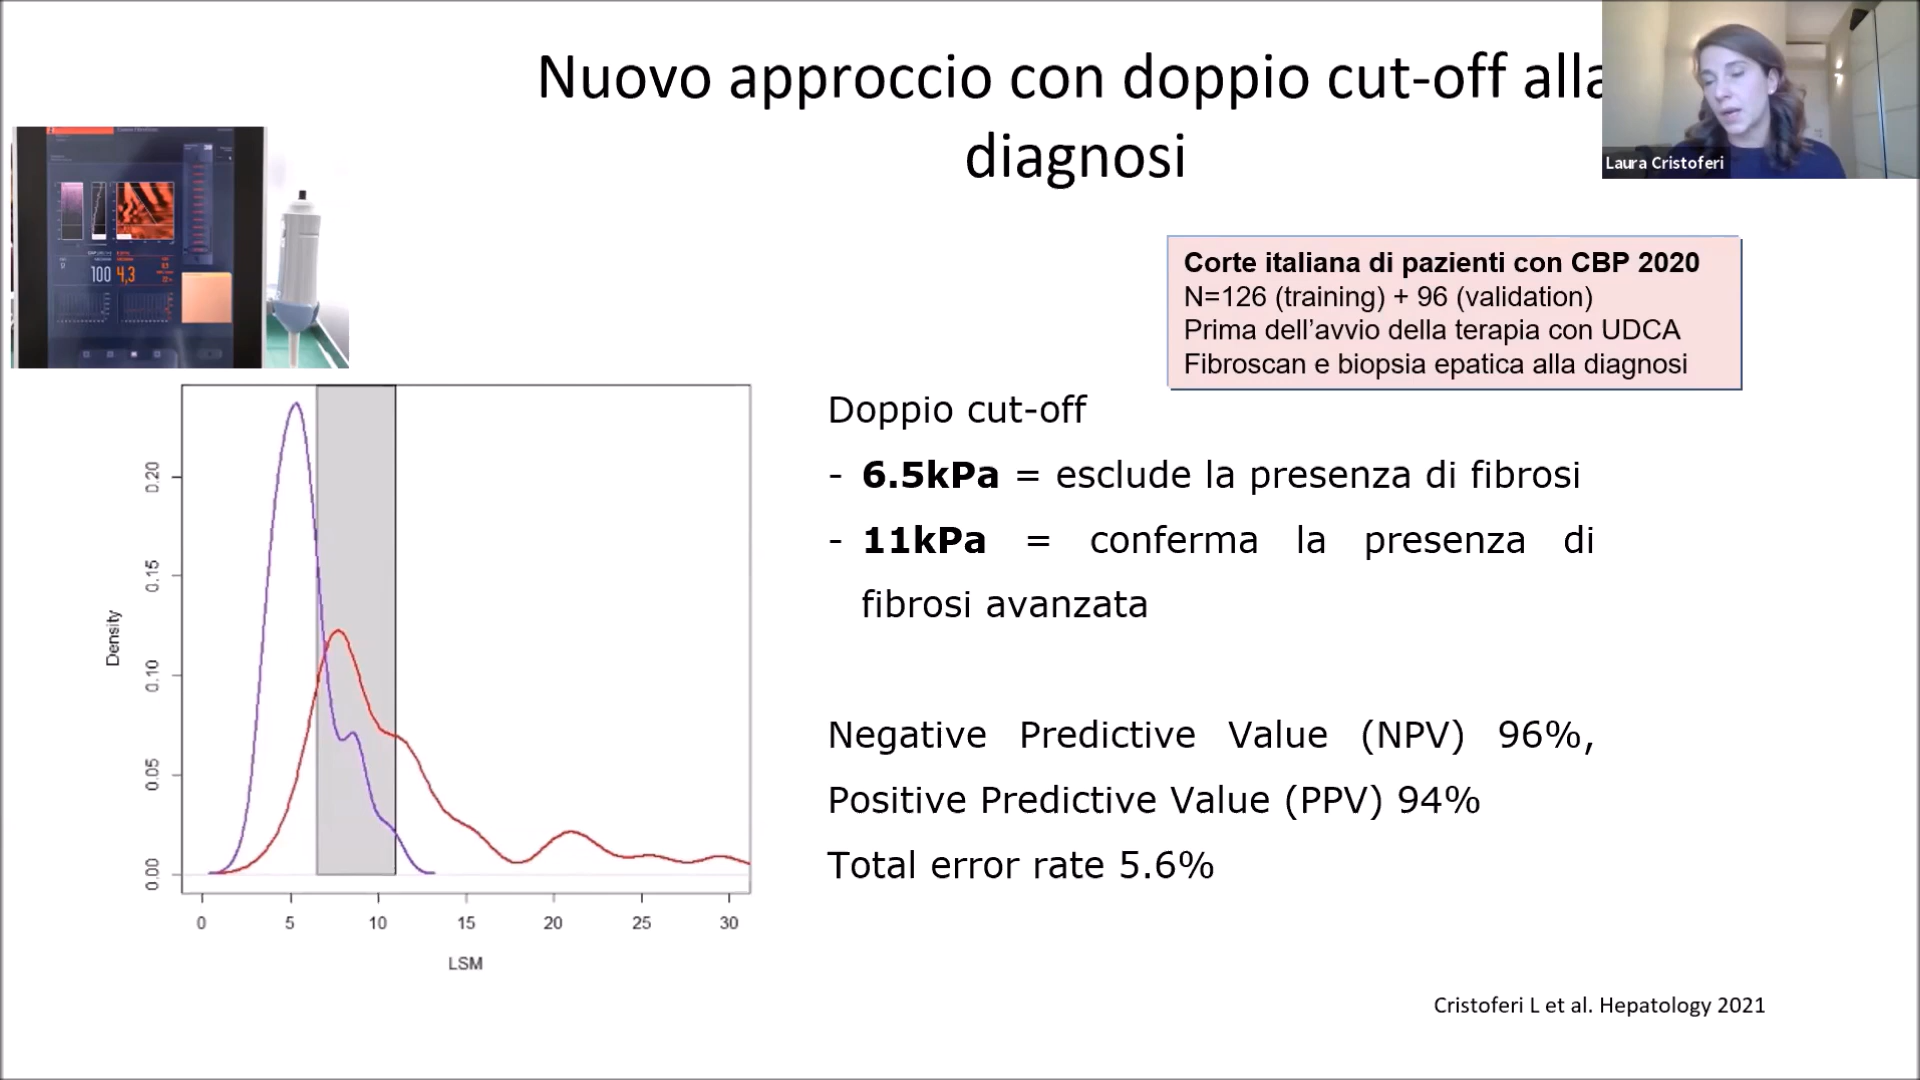 Nuovo approccio con doppio cut-off alla
diagnosi
Laura Cristoferi
100 4,3
Corte italiana di pazienti con CBP 2020
N=126 (training) + 96 (validation)
Prima dell’avvio della terapia con UDCA
Fibroscan e biopsia epatica alla diagnosi
Doppio cut-off
- 6.5kPa = esclude la presenza di fibrosi
- 11kPa = conferma la presenza di
fibrosi avanzata
Negative Predictive Value (NPV) 96%,
Positive Predictive Value (PPV) 94%
Total error rate 5.6%
Density
0.20
0.15
0.10
0.05
0.00
0 5 10 15 20 25 30
LSM
Cristoferi L et al. Hepatology 2021